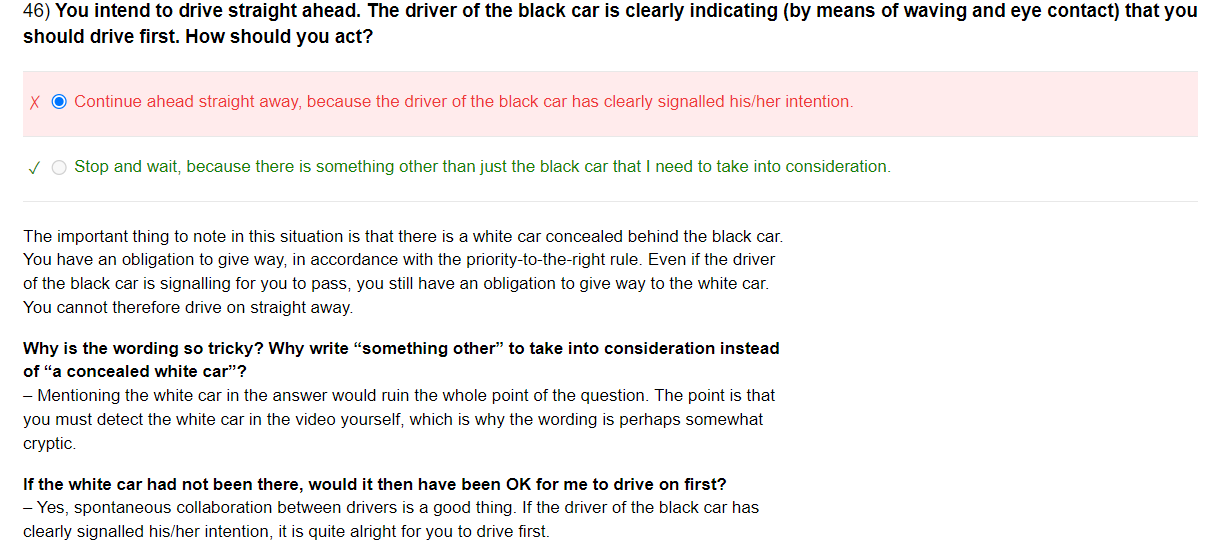 46) You intend to drive straight ahead. The driver of the black car is clearly indicating (by means of waving and eye contact) that you
should drive first. How should you act?
✗ Continue ahead straight away, because the driver of the black car has clearly signalled his/her intention.
✓ Stop and wait, because there is something other than just the black car that I need to take into consideration.
The important thing to note in this situation is that there is a white car concealed behind the black car.
You have an obligation to give way, in accordance with the priority-to-the-right rule. Even if the driver
of the black car is signalling for you to pass, you still have an obligation to give way to the white car.
You cannot therefore drive on straight away.
Why is the wording so tricky? Why write “something other” to take into consideration instead
of “a concealed white car”?
– Mentioning the white car in the answer would ruin the whole point of the question. The point is that
you must detect the white car in the video yourself, which is why the wording is perhaps somewhat
cryptic.
If the white car had not been there, would it then have been OK for me to drive on first?
– Yes, spontaneous collaboration between drivers is a good thing. If the driver of the black car has
clearly signalled his/her intention, it is quite alright for you to drive first.